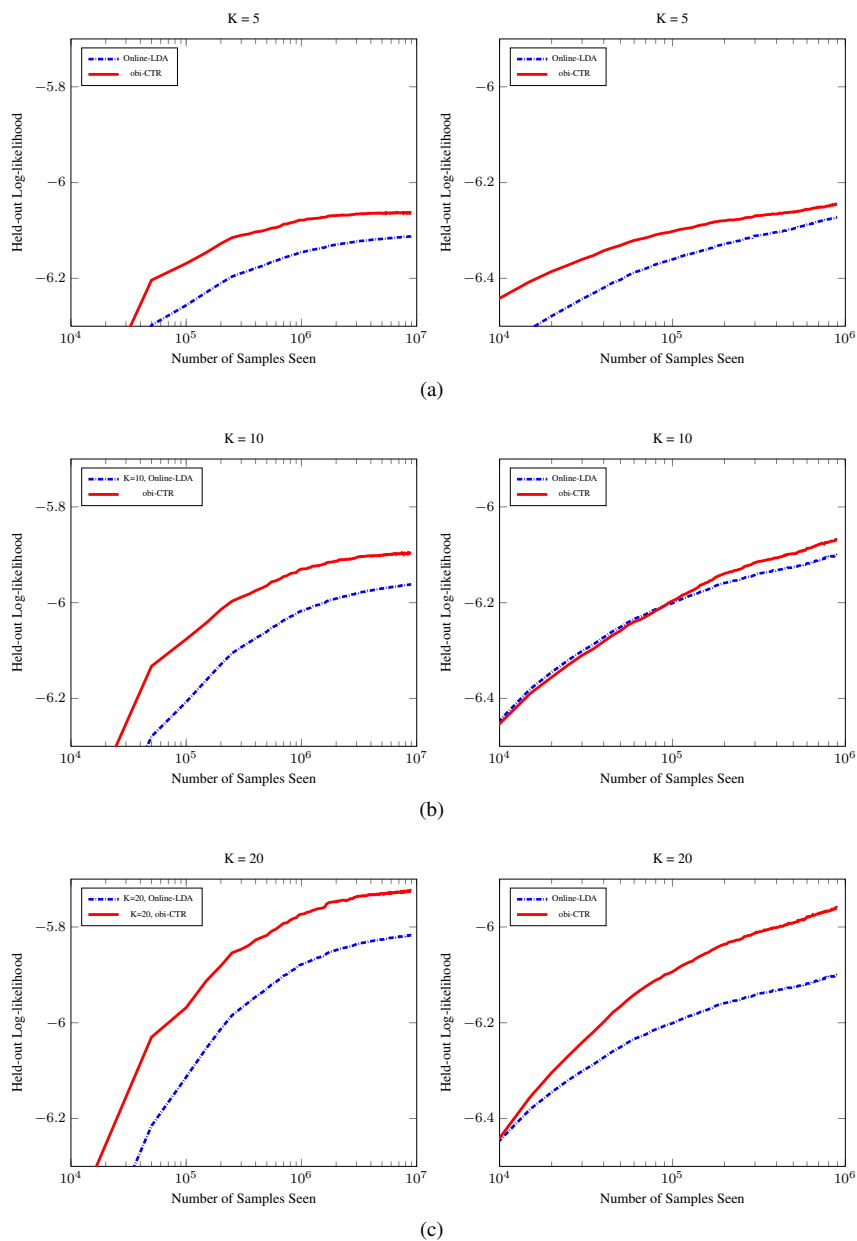 K = 5
Online-LDA
obi-CTR
−5.8
−6
−6.2
Held-out Log-likelihood
10^4
10^5
10^6
10^7
Number of Samples Seen
K = 5
Online-LDA
obi-CTR
−6
−6.2
−6.4
Held-out Log-likelihood
10^4
10^5
10^6
Number of Samples Seen
(a)
K = 10
K=10, Online-LDA
obi-CTR
−5.8
−6
−6.2
Held-out Log-likelihood
10^4
10^5
10^6
10^7
Number of Samples Seen
K = 10
Online-LDA
obi-CTR
−6
−6.2
−6.4
Held-out Log-likelihood
10^4
10^5
10^6
Number of Samples Seen
(b)
K = 20
K=20, Online-LDA
K=20, obi-CTR
−5.8
−6
−6.2
Held-out Log-likelihood
10^4
10^5
10^6
10^7
Number of Samples Seen
K = 20
Online-LDA
obi-CTR
−6
−6.2
−6.4
Held-out Log-likelihood
10^4
10^5
10^6
Number of Samples Seen
(c)